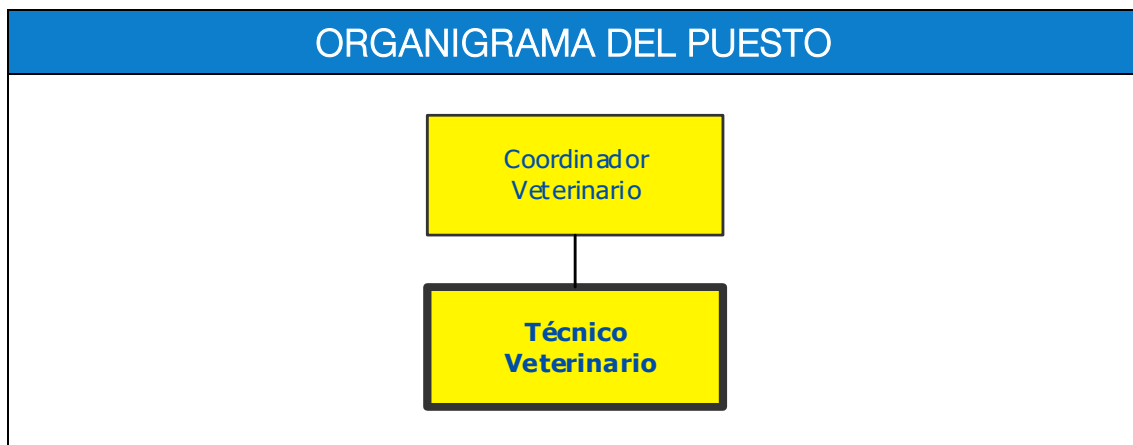 ORGANIGRAMA DEL PUESTO
Coordinador
Veterinario
Técnico
Veterinario